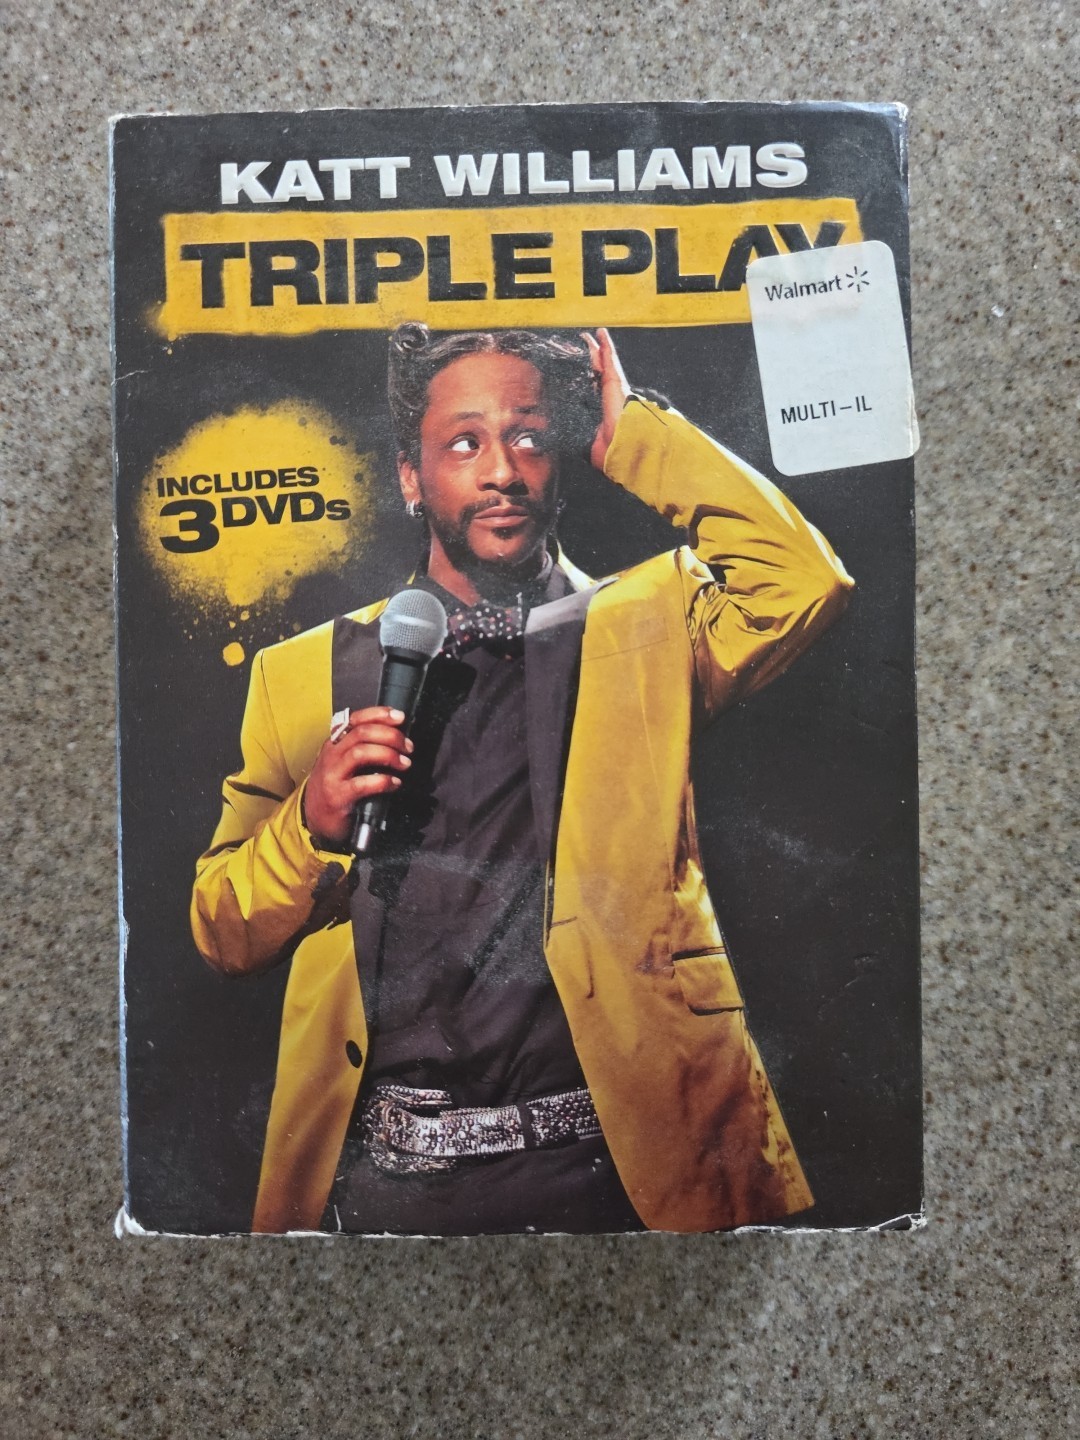 KATT WILLIAMS
TRIPLE PLAY
Walmart
MULTI-IL
INCLUDES
3 DVDs